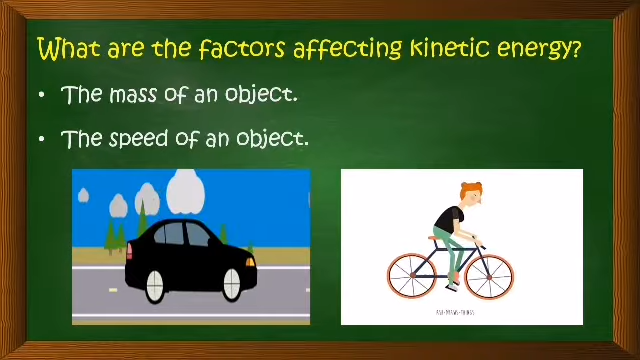 What are the factors affecting kinetic energy?
• The mass of an object.
• The speed of an object.